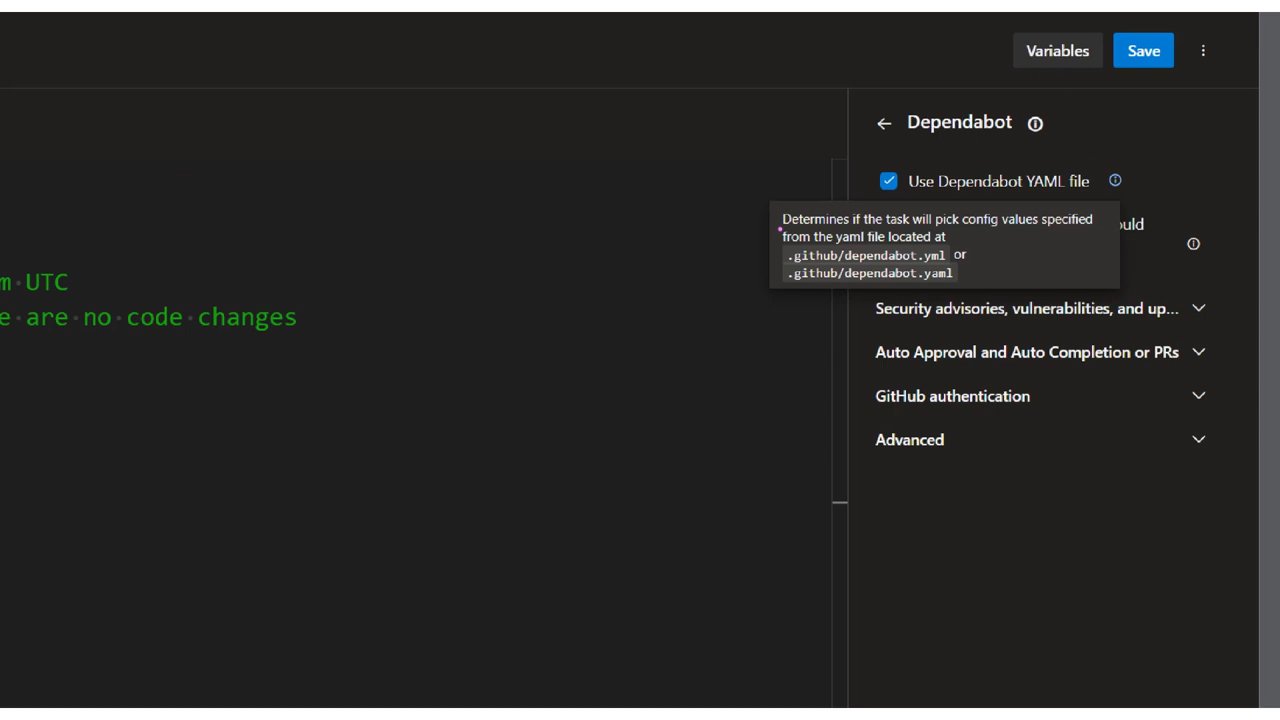 Variables
Save
Dependabot
Use Dependabot YAML file
Determines if the task will pick config values specified
from the yaml file located at
.github/dependabot.yml or
.github/dependabot.yaml
UTC
are·no·code·changes
Security advisories, vulnerabilities, and up...
Auto Approval and Auto Completion or PRs
GitHub authentication
Advanced